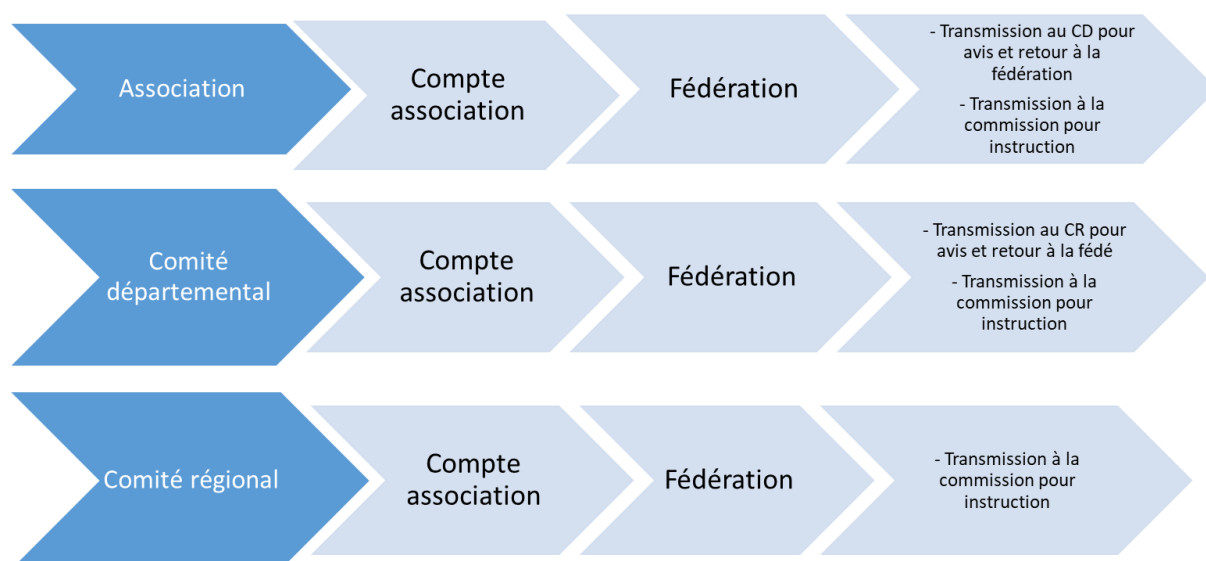 Association
Compte
association
Fédération
- Transmission au CD pour
avis et retour à la
fédération
- Transmission à la
commission pour
instruction
Comité
départemental
Compte
association
Fédération
- Transmission au CR pour
avis et retour à la fédé
- Transmission à la
commission pour
instruction
Comité régional
Compte
association
Fédération
- Transmission à la
commission pour
instruction